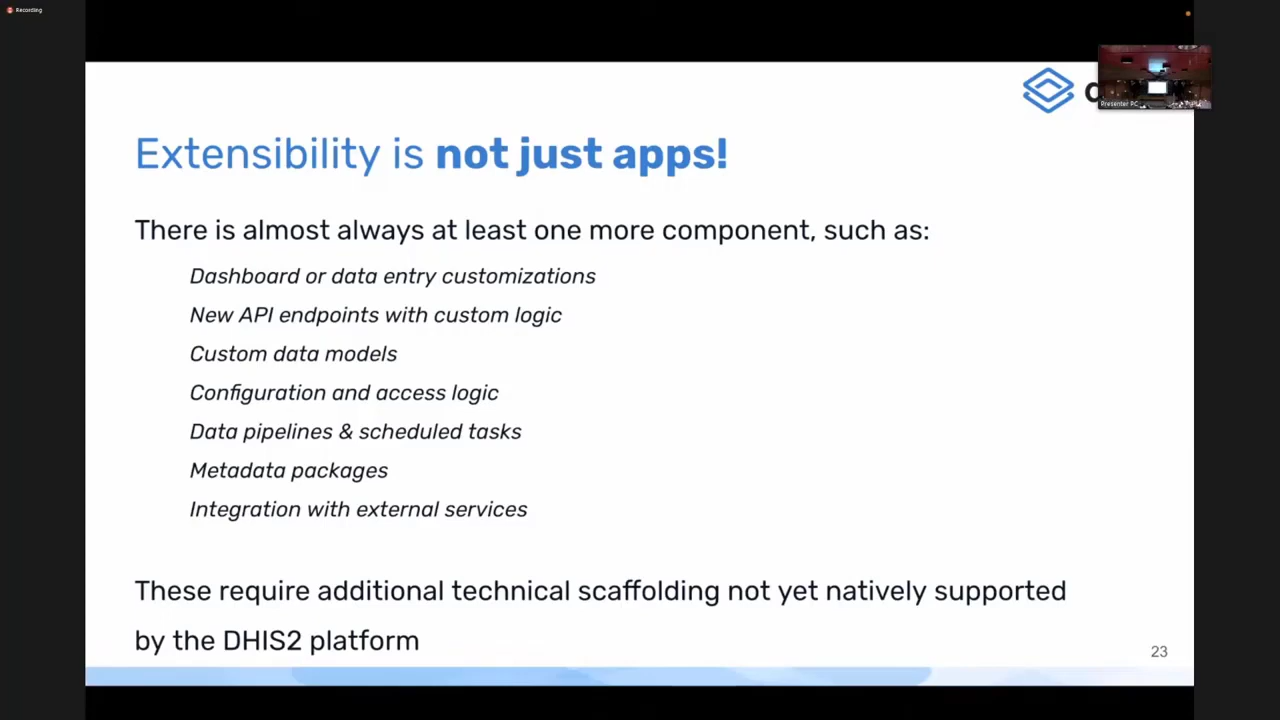 Recording
Extensibility is not just apps!
There is almost always at least one more component, such as:
Dashboard or data entry customizations
New API endpoints with custom logic
Custom data models
Configuration and access logic
Data pipelines & scheduled tasks
Metadata packages
Integration with external services
These require additional technical scaffolding not yet natively supported
by the DHIS2 platform
23
Presenter PC